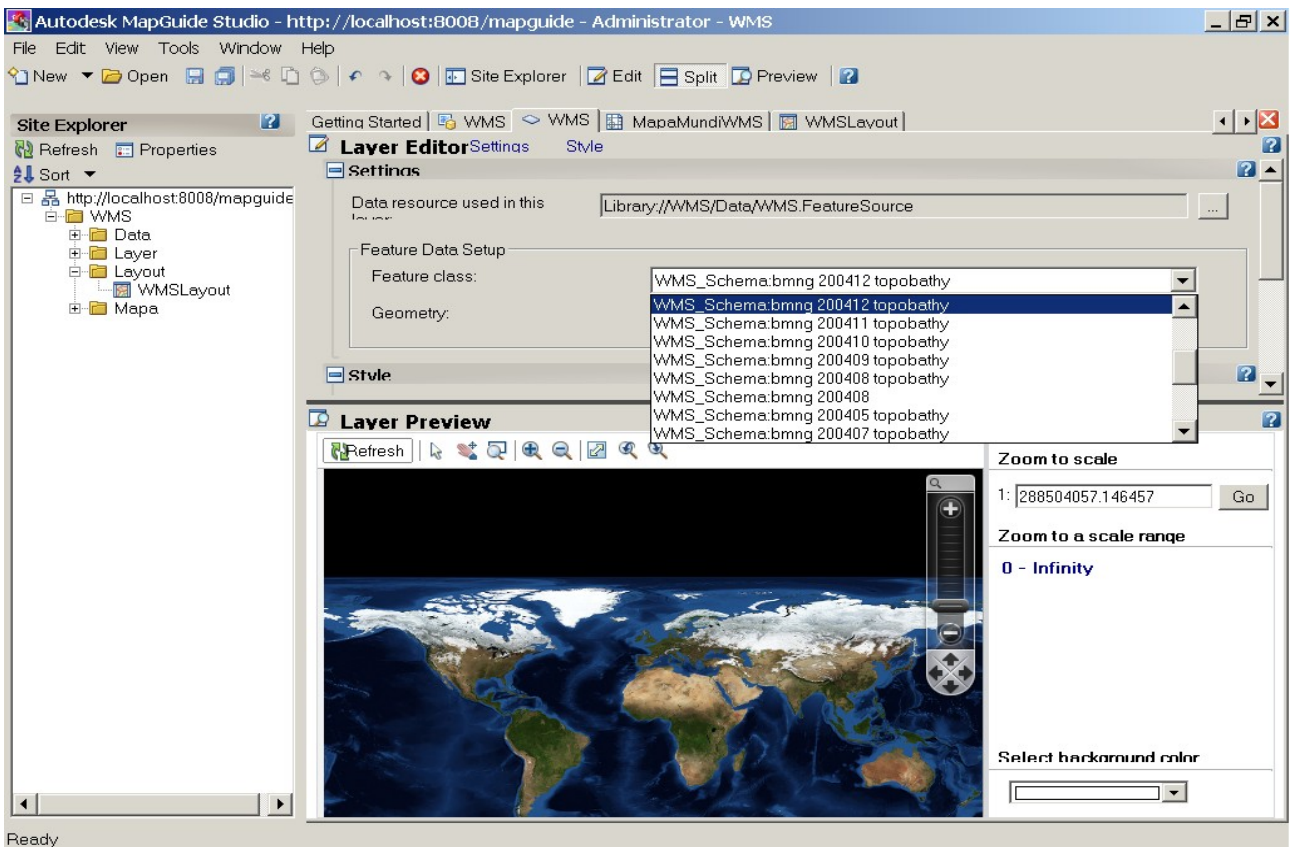 Autodesk MapGuide Studio - http://localhost:8008/mapguide - Administrator - WMS
File Edit View Tools Window Help
New Open Site Explorer Edit Split Preview
Site Explorer
Refresh Properties
Sort
http://localhost:8008/mapguide
WMS
Data
Layer
Layout
WMSLayout
Mapa
Getting Started WMS WMS MapaMundiWMS WMSLayout
Layer Editor Settings Style
Settings
Data resource used in this
layer:
Library://WMS/Data/WMS.FeatureSource
...
Feature Data Setup
Feature class:
WMS_Schema:bmng 200412 topobathy
Geometry:
WMS_Schema:bmng 200412 topobathy
WMS_Schema:bmng 200411 topobathy
WMS_Schema:bmng 200410 topobathy
WMS_Schema:bmng 200409 topobathy
WMS_Schema:bmng 200408 topobathy
WMS_Schema:bmng 200408
WMS_Schema:bmng 200405 topobathy
WMS_Schema:bmng 200407 topobathy
Style
Layer Preview
Refresh
Zoom to scale
1: 288504057.146457 Go
Zoom to a scale range
0 - Infinity
Select background color
Ready